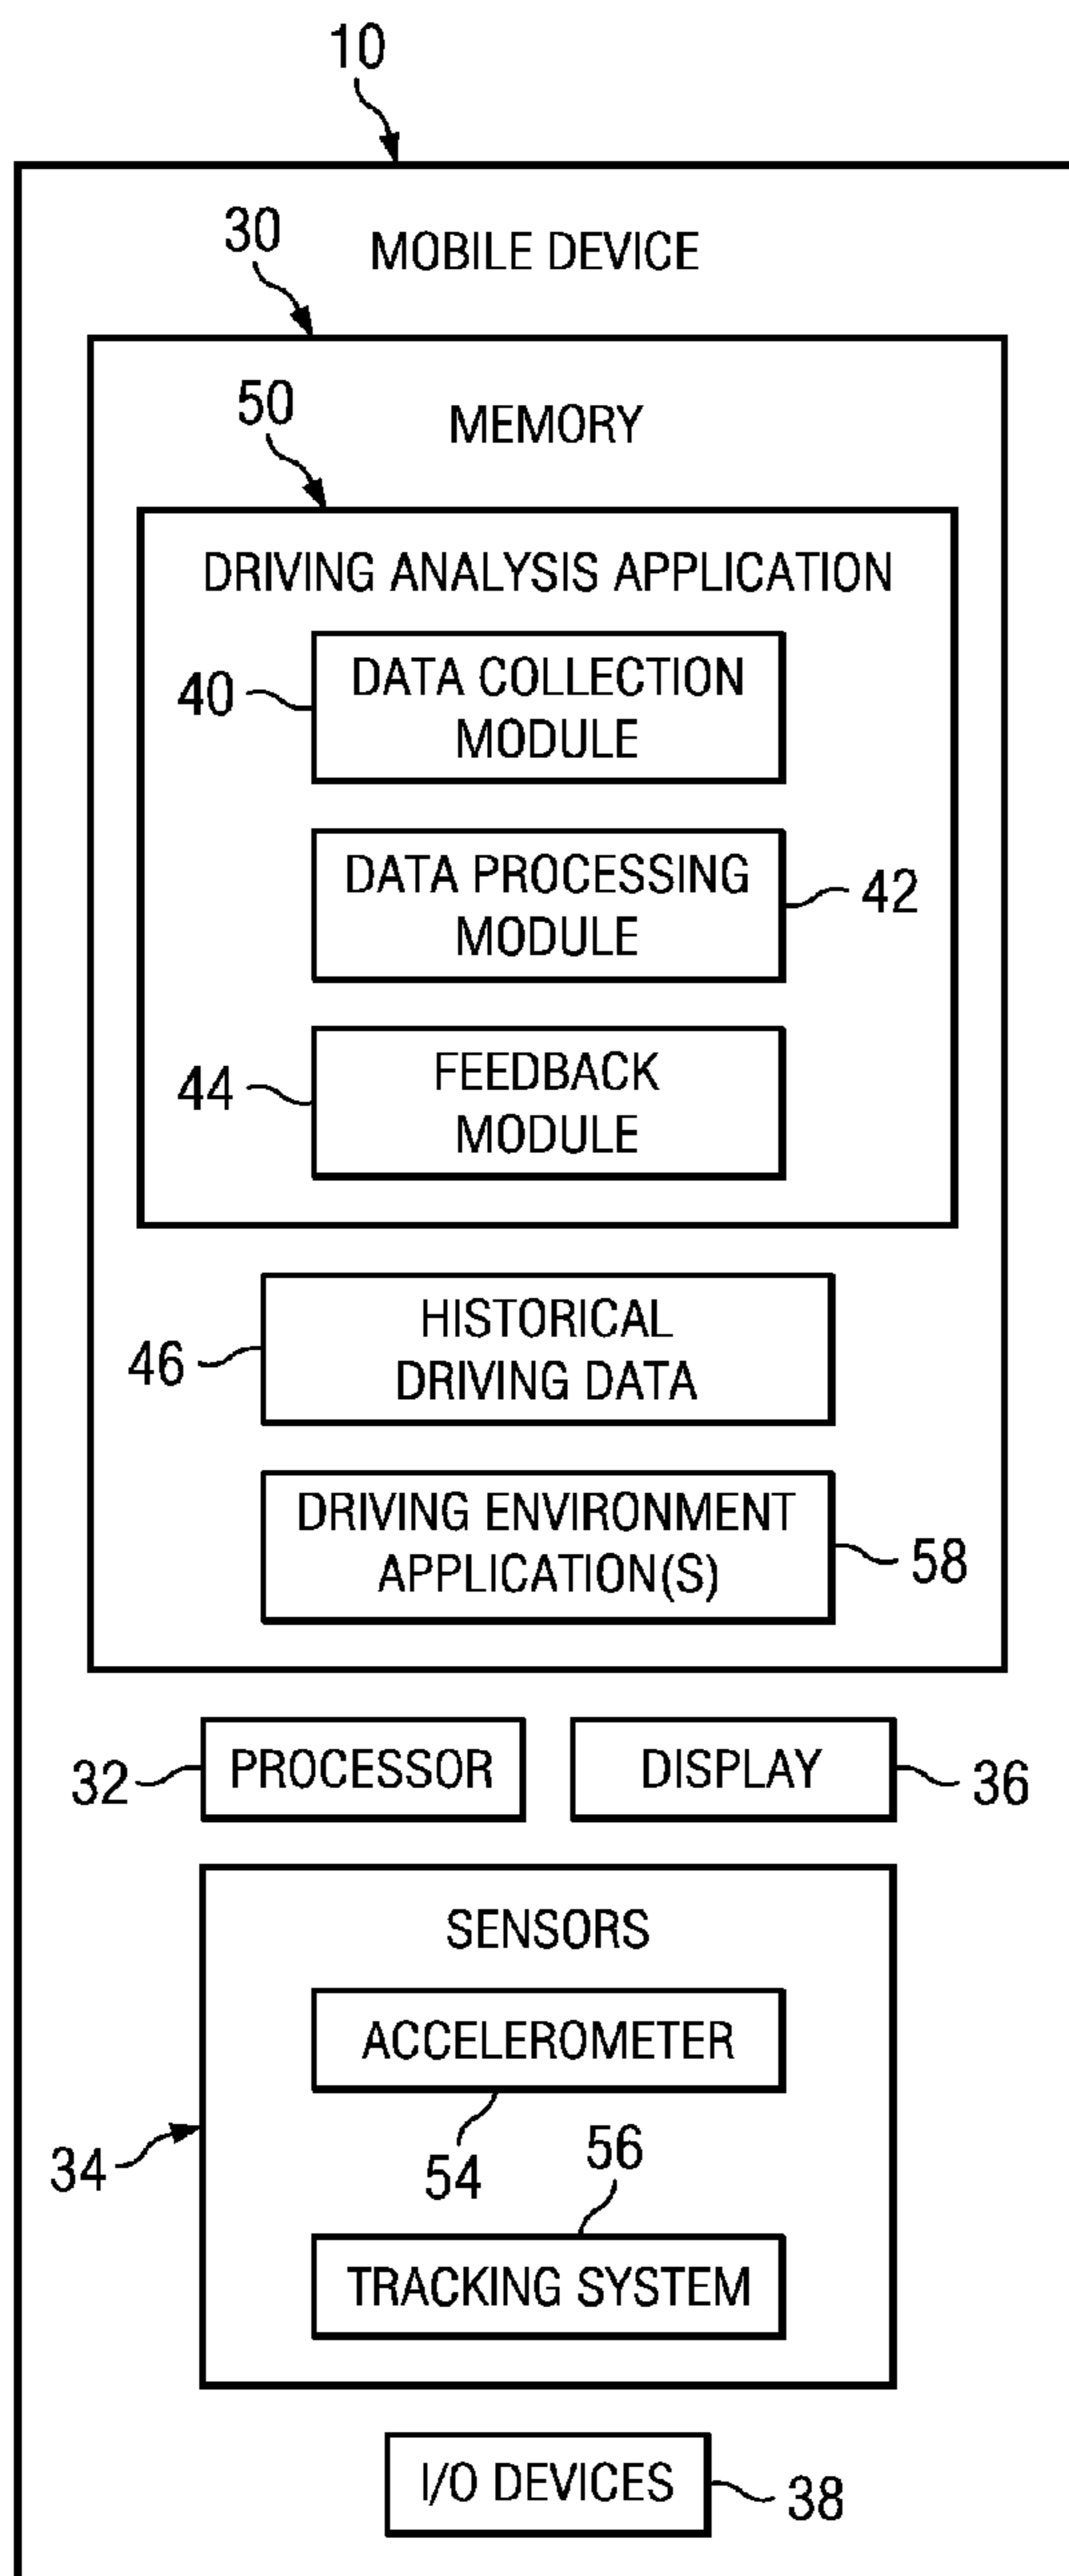 10
30
MOBILE DEVICE
50
MEMORY
DRIVING ANALYSIS APPLICATION
40
DATA COLLECTION
MODULE
DATA PROCESSING
MODULE
42
44
FEEDBACK
MODULE
46
HISTORICAL
DRIVING DATA
DRIVING ENVIRONMENT
APPLICATION(S)
58
32
PROCESSOR
DISPLAY
36
SENSORS
ACCELEROMETER
34
54
56
TRACKING SYSTEM
I/O DEVICES
38